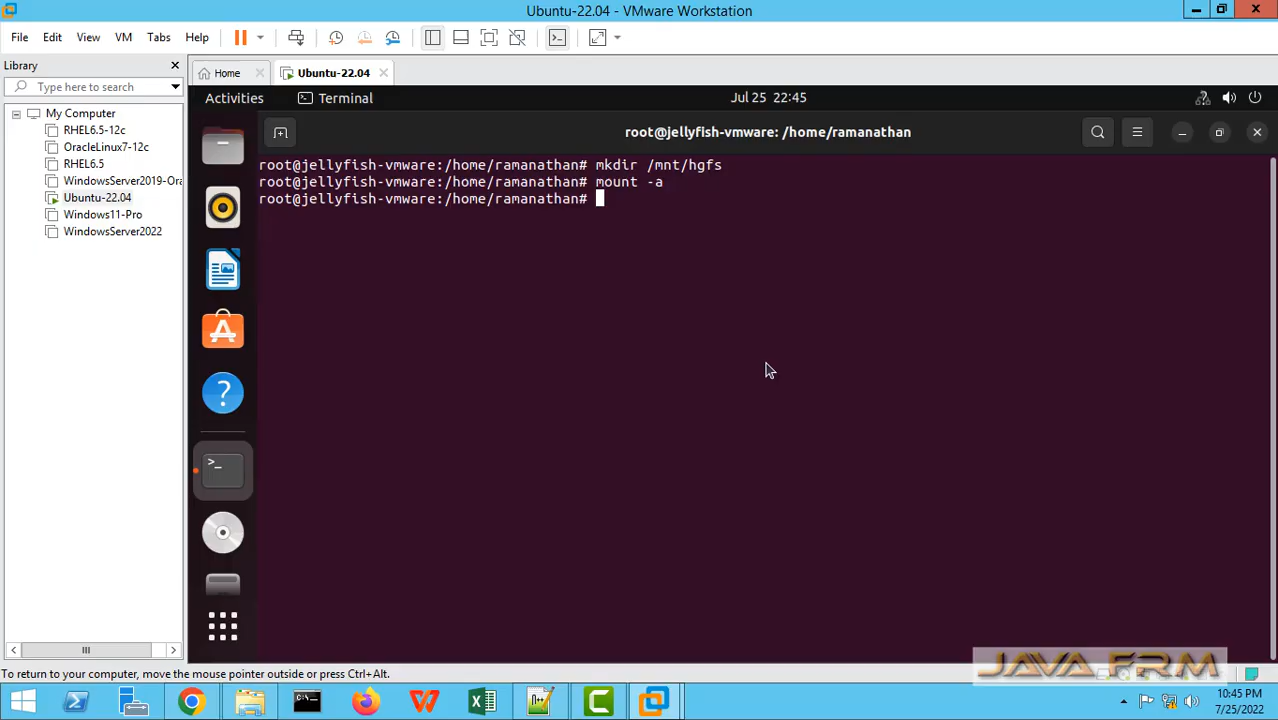 Ubuntu-22.04 - VMware Workstation
File Edit View VM Tabs Help
Library
Type here to search
Home
Ubuntu-22.04
My Computer
RHEL6.5-12c
OracleLinux7-12c
RHEL6.5
WindowsServer2019-Ora
Ubuntu-22.04
Windows11-Pro
WindowsServer2022
Activities
Terminal
Jul 25 22:45
root@jellyfish-vmware: /home/ramanathan
root@jellyfish-vmware:/home/ramanathan# mkdir /mnt/hgfs
root@jellyfish-vmware:/home/ramanathan# mount -a
root@jellyfish-vmware:/home/ramanathan#
JAVA FRM
To return to your computer, move the mouse pointer outside or press Ctrl+Alt.
10:45 PM
7/25/2022